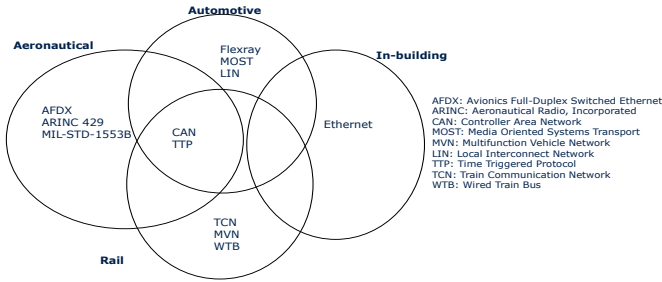 Automotive
Aeronautical
In-building
Flexray
MOST
LIN
AFDX
ARINC 429
MIL-STD-1553B
CAN
TTP
Ethernet
TCN
MVN
WTB
Rail
AFDX: Avionics Full-Duplex Switched Ethernet
ARINC: Aeronautical Radio, Incorporated
CAN: Controller Area Network
MOST: Media Oriented Systems Transport
MVN: Multifunction Vehicle Network
LIN: Local Interconnect Network
TTP: Time Triggered Protocol
TCN: Train Communication Network
WTB: Wired Train Bus